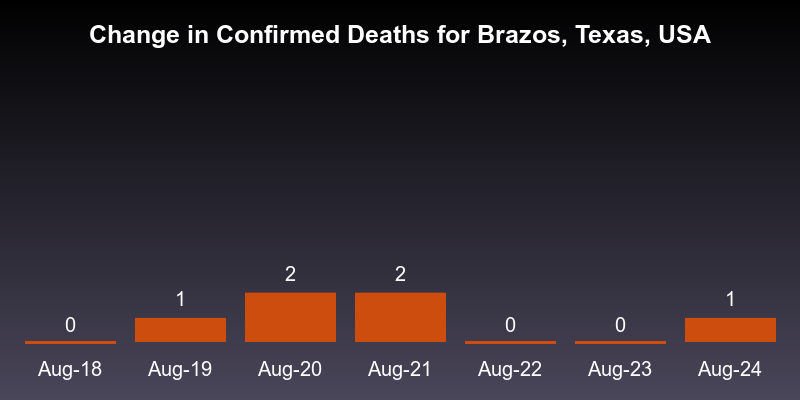 Change in Confirmed Deaths for Brazos, Texas, USA
2 2
1 1
0 0 0
Aug-18 Aug-19 Aug-20 Aug-21 Aug-22 Aug-23 Aug-24